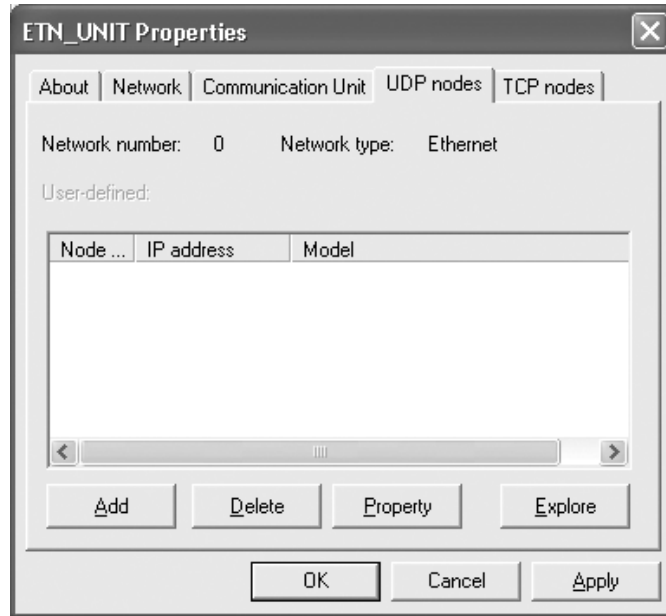 ETN_UNIT Properties
About Network Communication Unit UDP nodes TCP nodes
Network number: 0 Network type: Ethernet
User-defined:
Node ... IP address Model
Add Delete Property Explore
OK Cancel Apply